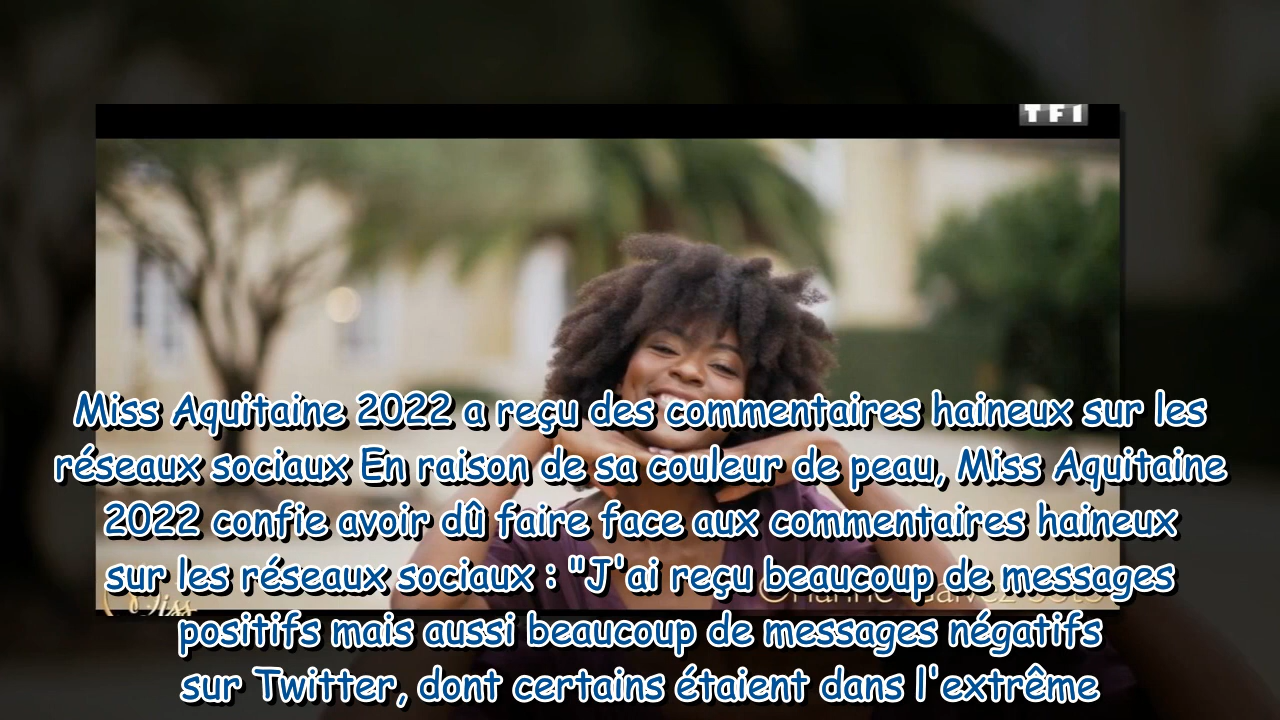 TF1
Miss Aquitaine 2022 a reçu des commentaires haineux sur les
réseaux sociaux En raison de sa couleur de peau, Miss Aquitaine
2022 confie avoir dû faire face aux commentaires haineux
sur les réseaux sociaux : "J'ai reçu beaucoup de messages
Miss
positifs mais aussi beaucoup de messages négatifs
sur Twitter, dont certains étaient dans l'extrême